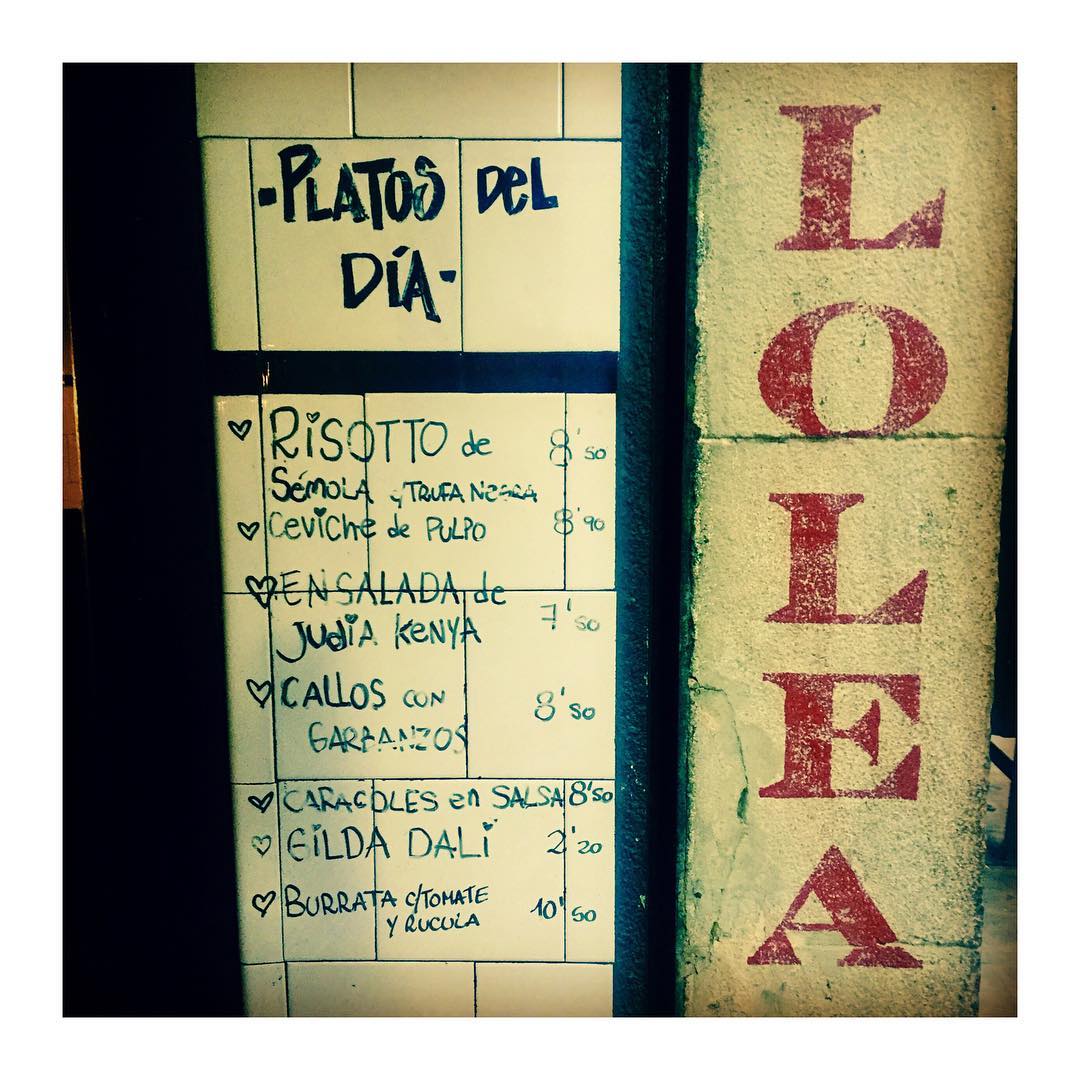 -PLATOS DEL
DÍA-
RISOTTO de 8'50
SÉMOLA y TRUFA NEGRA
CEVICHE de PULPO 8'90
ENSALADA de
JUDIA KENYA 7'50
CALLOS CON 8'50
GARBANZOS
CARACOLES en SALSA 8'50
GILDA DALI 2'20
BURRATA C/TOMATE 10'50
Y RUCULA
LOLEA